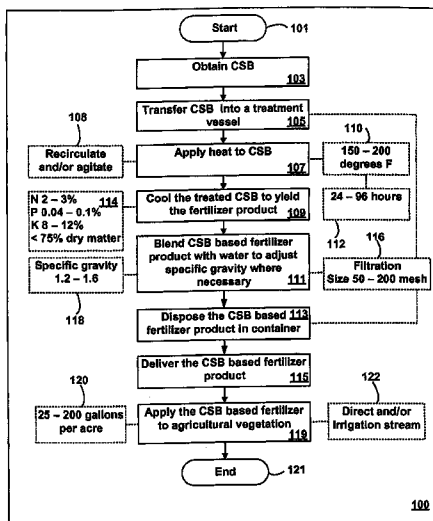 Start
101
Obtain CSB
103
Transfer CSB into a treatment
vessel
105
108
110
Recirculate
and/or agitate
Apply heat to CSB
107
150 – 200
degrees F
N 2 – 3%
P 0.04 – 0.1%
K 8 – 12%
< 75% dry matter
114
Cool the treated CSB to yield
the fertilizer product
109
24 – 96 hours
112
116
Blend CSB based fertilizer
product with water to adjust
specific gravity where
necessary
111
Specific gravity
1.2 – 1.6
118
Filtration
Size 50 – 200 mesh
Dispose the CSB based
fertilizer product in container
113
Deliver the CSB based fertilizer
product
115
120
122
25 – 200 gallons
per acre
Apply the CSB based fertilizer
to agricultural vegetation
119
Direct and/or
Irrigation stream
End
121
100